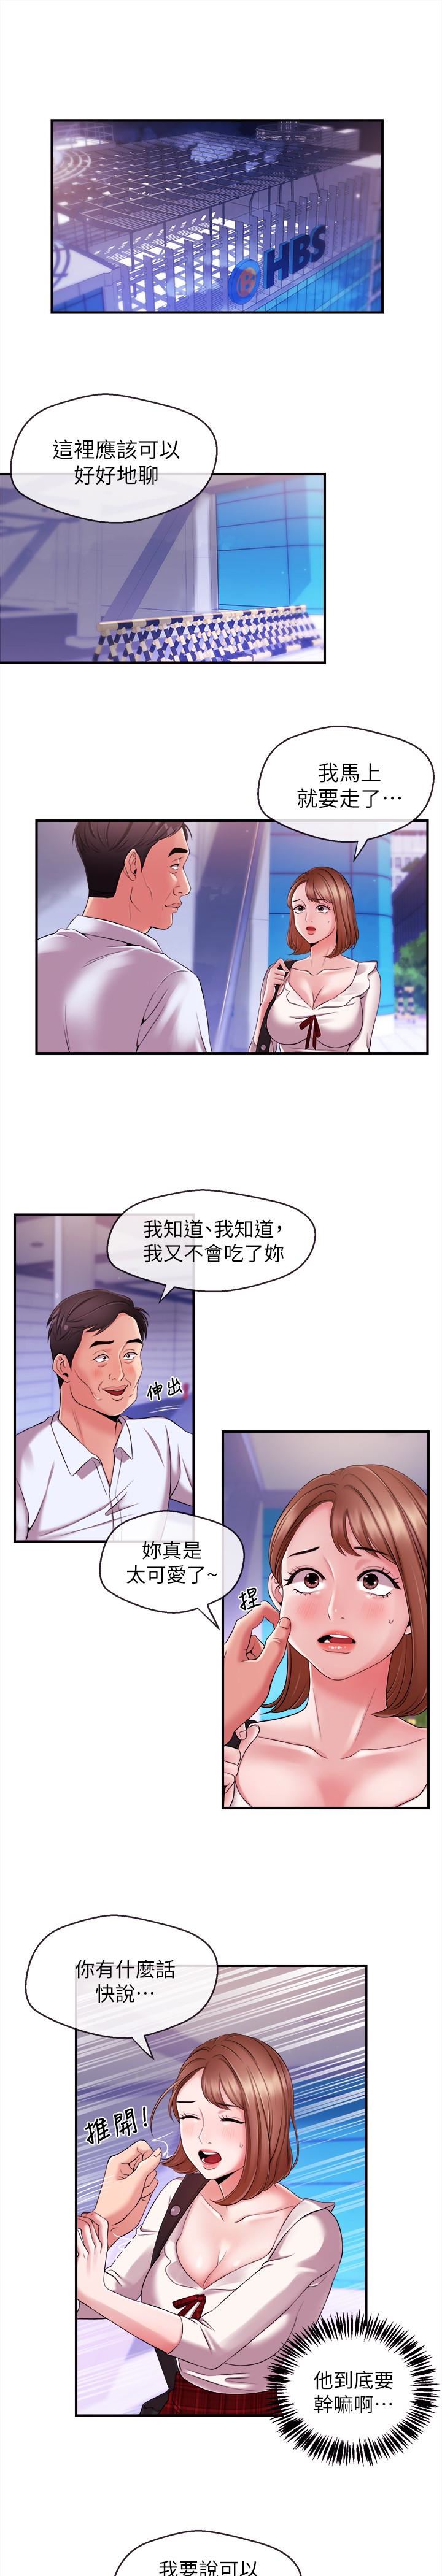 HBS
這裡應該可以
好好地聊
我馬上
就要走了…
我知道、我知道,
我又不會吃了妳
伸出
妳真是
太可愛了~
捏
你有什麼話
快說…
推開!
他到底要
幹嘛啊…
我要說可以